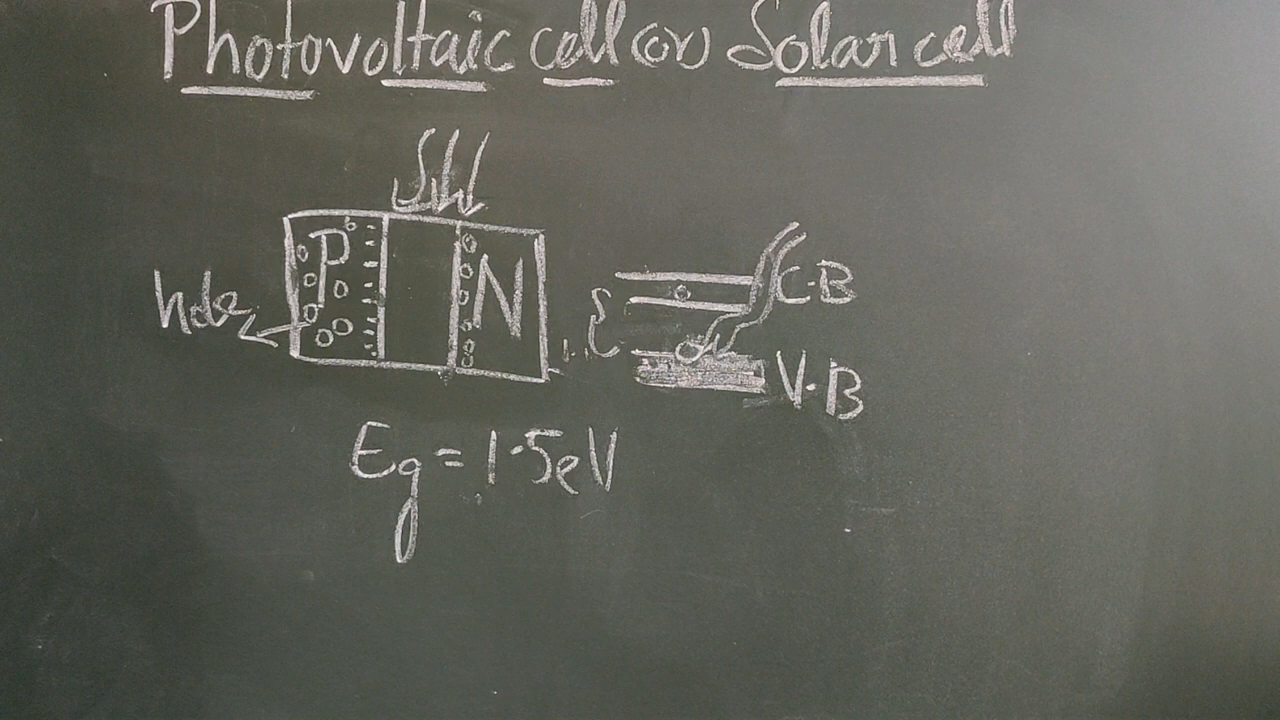 Photovoltaic cell (or) Solar cell
P
N
hole
C·B
V·B
Eg = 1·5eV